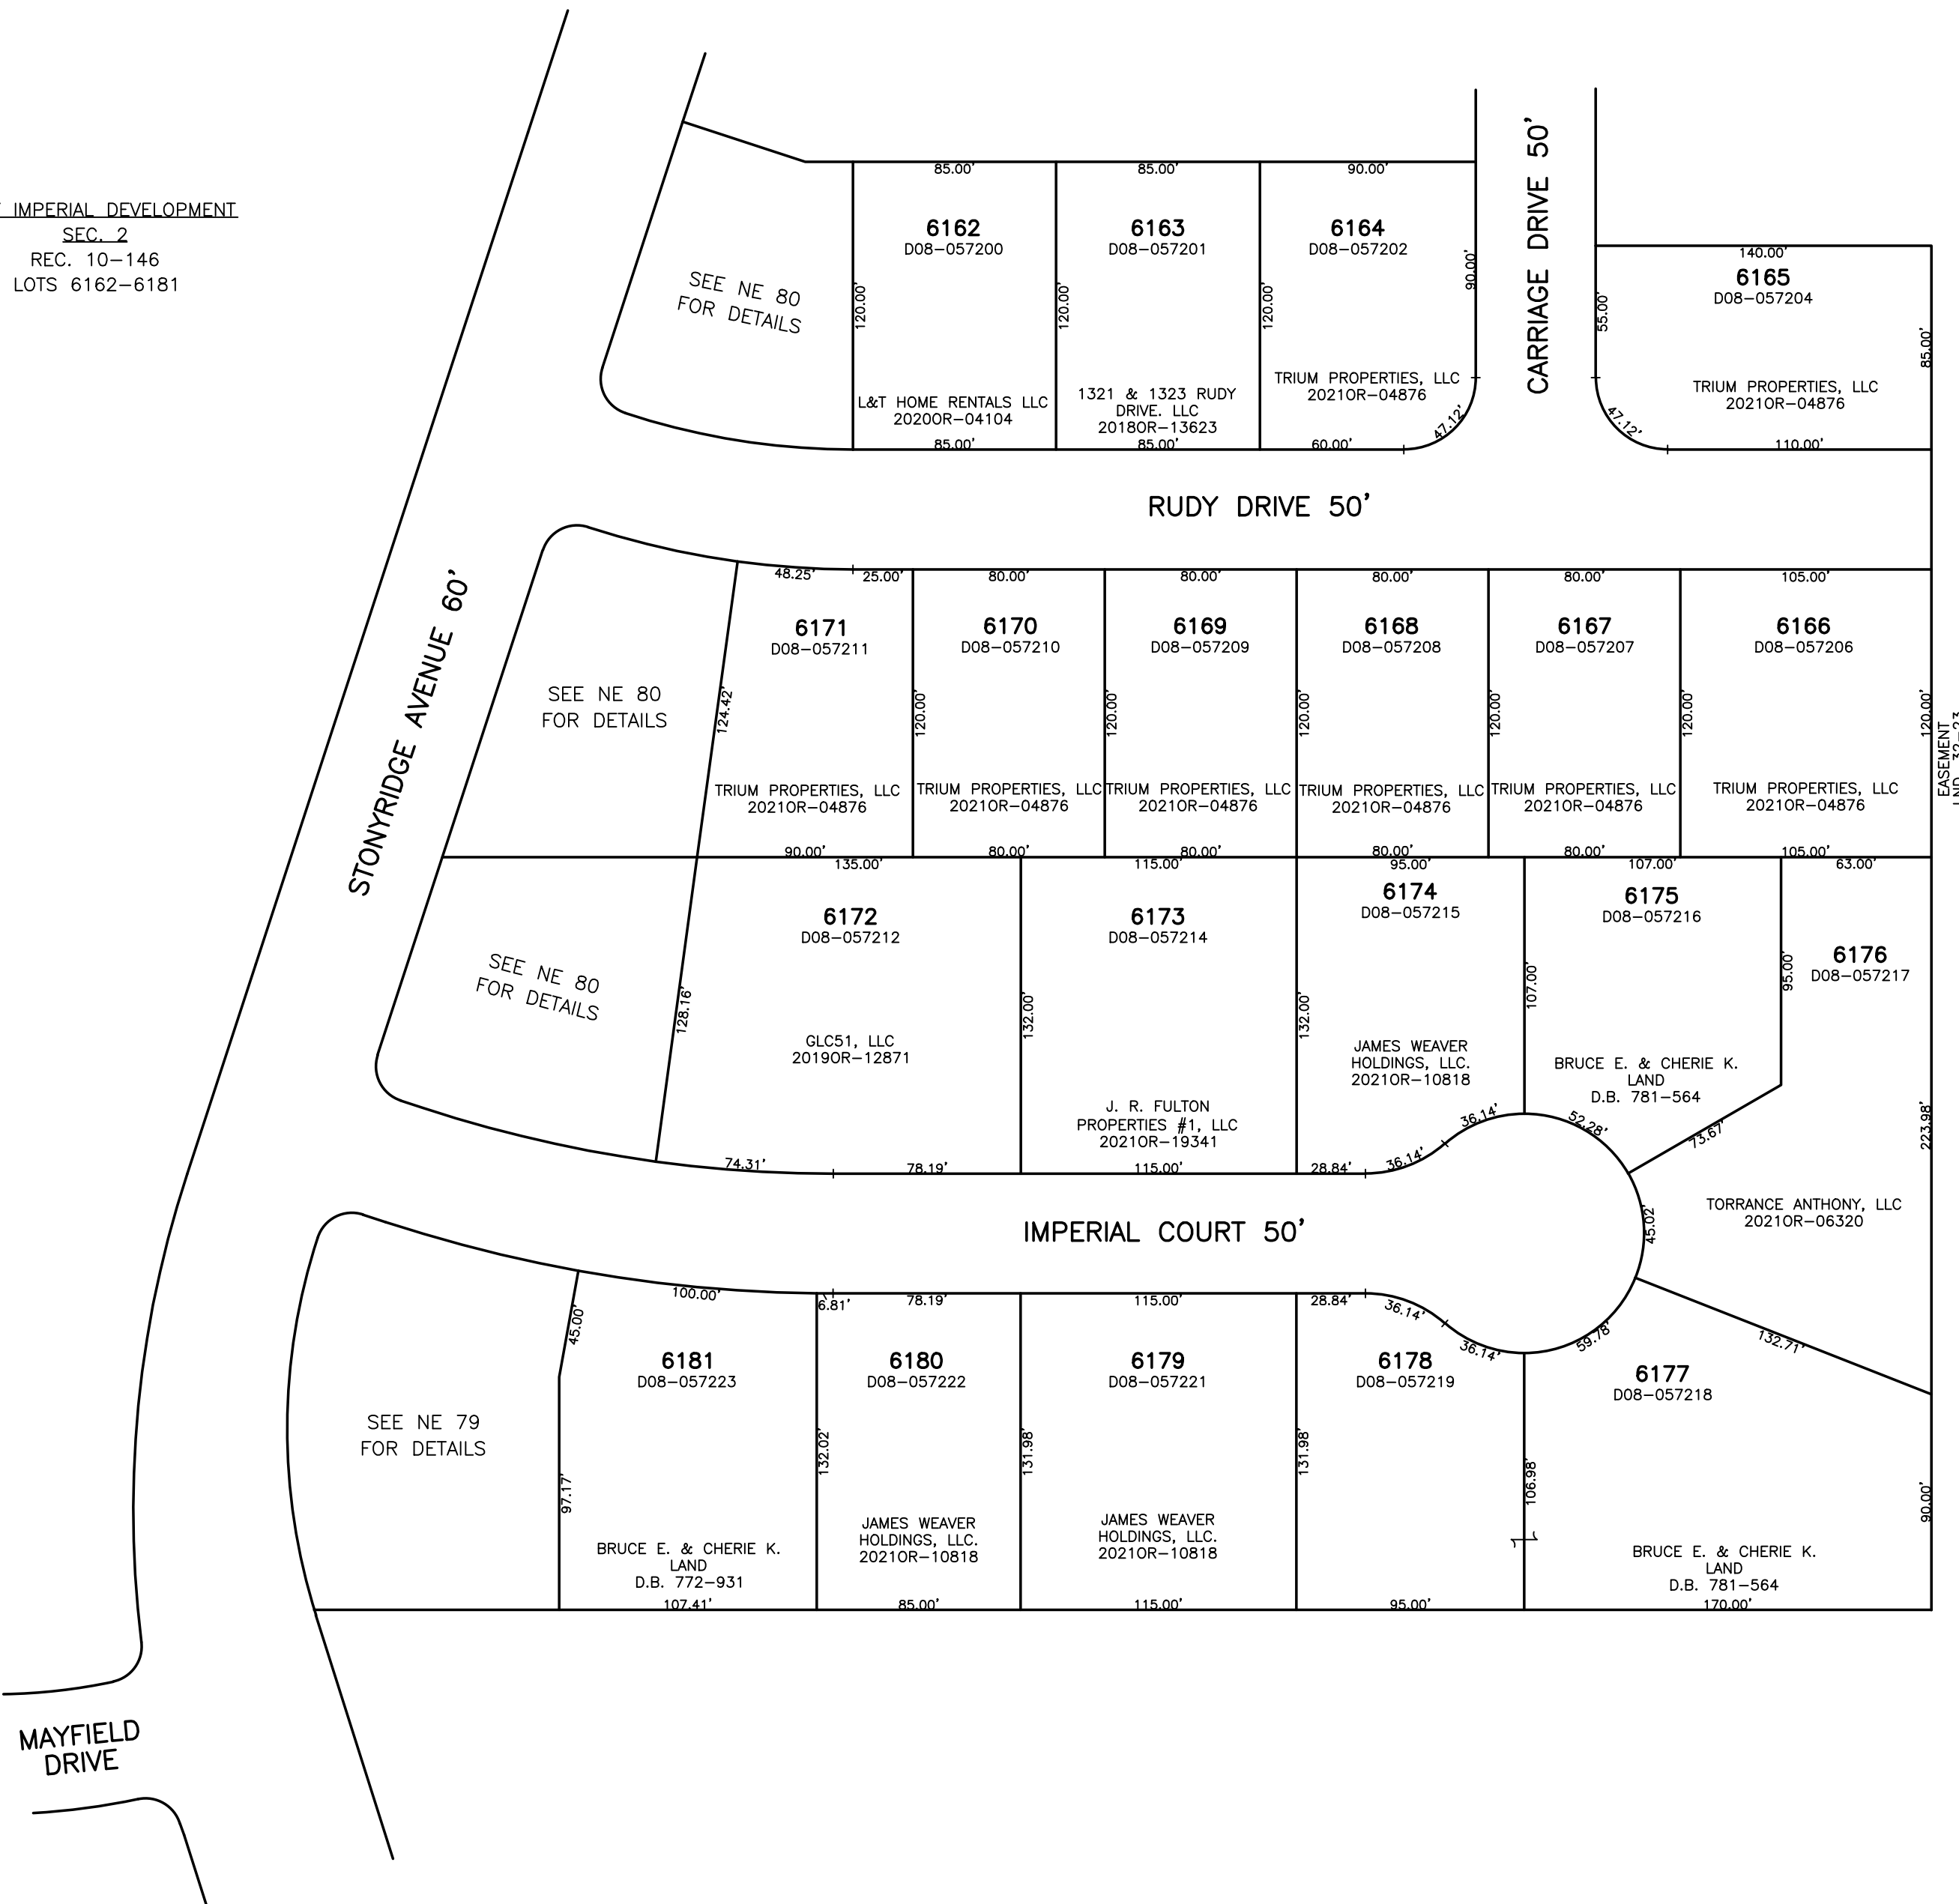 IMPERIAL DEVELOPMENT
SEC. 2
REC. 10-146
LOTS 6162-6181
SEE NE 80
FOR DETAILS
85.00'
6162
D08-057200
120.00'
L&T HOME RENTALS LLC
2020OR-04104
85.00'
85.00'
6163
D08-057201
120.00'
1321 & 1323 RUDY
DRIVE. LLC
2018OR-13623
85.00'
90.00'
6164
D08-057202
120.00'
90.00'
TRIUM PROPERTIES, LLC
2021OR-04876
47.12'
60.00'
CARRIAGE DRIVE 50'
140.00'
6165
D08-057204
55.00'
85.00'
TRIUM PROPERTIES, LLC
2021OR-04876
47.12'
110.00'
RUDY DRIVE 50'
STONYRIDGE AVENUE 60'
SEE NE 80
FOR DETAILS
48.25'
25.00'
6171
D08-057211
124.42'
120.00'
TRIUM PROPERTIES, LLC
2021OR-04876
90.00'
80.00'
6170
D08-057210
120.00'
TRIUM PROPERTIES, LLC
2021OR-04876
80.00'
80.00'
6169
D08-057209
120.00'
TRIUM PROPERTIES, LLC
2021OR-04876
80.00'
80.00'
6168
D08-057208
120.00'
TRIUM PROPERTIES, LLC
2021OR-04876
80.00'
80.00'
6167
D08-057207
120.00'
TRIUM PROPERTIES, LLC
2021OR-04876
80.00'
105.00'
6166
D08-057206
120.00'
TRIUM PROPERTIES, LLC
2021OR-04876
105.00'
EASEMENT
SEE NE 80
FOR DETAILS
135.00'
6172
D08-057212
128.16'
132.00'
GLC51, LLC
2019OR-12871
74.31'
78.19'
115.00'
6173
D08-057214
132.00'
J. R. FULTON
PROPERTIES #1, LLC
2021OR-19341
115.00'
95.00'
6174
D08-057215
107.00'
JAMES WEAVER
HOLDINGS, LLC.
2021OR-10818
28.84'
36.14'
36.14'
107.00'
6175
D08-057216
95.00'
BRUCE E. & CHERIE K.
LAND
D.B. 781-564
52.28'
73.67'
63.00'
6176
D08-057217
223.98'
TORRANCE ANTHONY, LLC
2021OR-06320
45.02'
132.71'
IMPERIAL COURT 50'
SEE NE 79
FOR DETAILS
100.00'
45.00'
6181
D08-057223
97.17'
132.02'
BRUCE E. & CHERIE K.
LAND
D.B. 772-931
107.41'
6.81'
78.19'
6180
D08-057222
131.98'
JAMES WEAVER
HOLDINGS, LLC.
2021OR-10818
85.00'
115.00'
6179
D08-057221
131.98'
JAMES WEAVER
HOLDINGS, LLC.
2021OR-10818
115.00'
28.84'
36.14'
36.14'
6178
D08-057219
106.98'
95.00'
59.78'
6177
D08-057218
90.00'
BRUCE E. & CHERIE K.
LAND
D.B. 781-564
170.00'
MAYFIELD
DRIVE